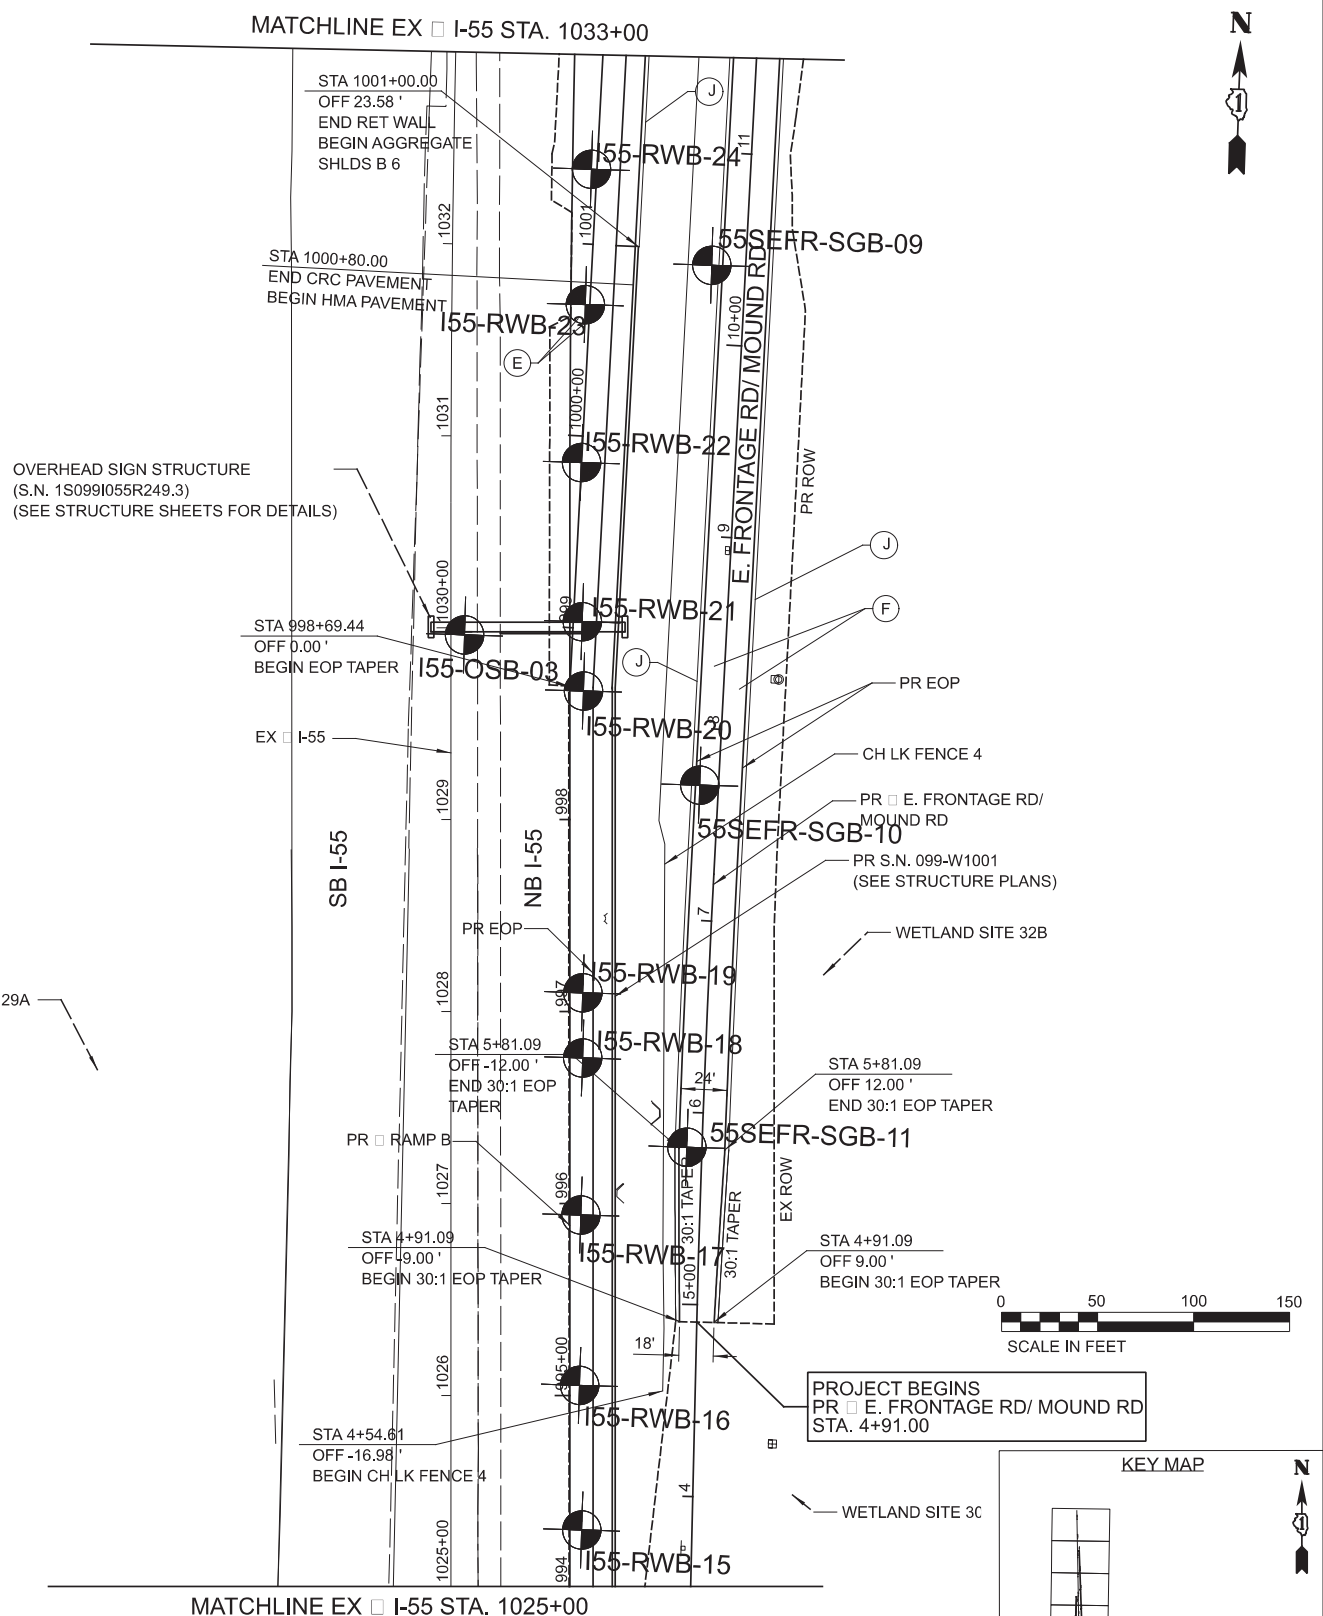 MATCHLINE EX I-55 STA. 1033+00
N
1
STA 1001+00.00
OFF 23.58 '
END RET WALL
BEGIN AGGREGATE
SHLDS B 6
J
11
I55-RWB-24
1032
1001
55SEFR-SGB-09
STA 1000+80.00
END CRC PAVEMENT
BEGIN HMA PAVEMENT
I55-RWB-23
10+00
E
E. FRONTAGE RD/ MOUND RD
1031
1000+00
I55-RWB-22
OVERHEAD SIGN STRUCTURE
(S.N. 1S099I055R249.3)
(SEE STRUCTURE SHEETS FOR DETAILS)
PR ROW
9
J
1030+00
999
I55-RWB-21
F
STA 998+69.44
OFF 0.00 '
BEGIN EOP TAPER
I55-OSB-03
J
PR EOP
I55-RWB-20
8
EX I-55
CH LK FENCE 4
1029
998
PR E. FRONTAGE RD/
MOUND RD
55SEFR-SGB-10
SB I-55
NB I-55
PR S.N. 099-W1001
(SEE STRUCTURE PLANS)
7
PR EOP
WETLAND SITE 32B
I55-RWB-19
29A
1028
997
I55-RWB-18
STA 5+81.09
OFF -12.00 '
END 30:1 EOP
TAPER
24'
STA 5+81.09
OFF 12.00 '
END 30:1 EOP TAPER
6
55SEFR-SGB-11
PR RAMP B
1027
996
30:1 TAPER
30:1 TAPER
EX ROW
STA 4+91.09
OFF -9.00 '
BEGIN 30:1 EOP TAPER
I55-RWB-17
STA 4+91.09
OFF 9.00 '
BEGIN 30:1 EOP TAPER
5+00
0 50 100 150
SCALE IN FEET
18'
1026
995+00
PROJECT BEGINS
PR E. FRONTAGE RD/ MOUND RD
STA. 4+91.00
I55-RWB-16
STA 4+54.61
OFF -16.98 '
BEGIN CH LK FENCE 4
KEY MAP
N
1
4
WETLAND SITE 30
1025+00
994
I55-RWB-15
MATCHLINE EX I-55 STA. 1025+00